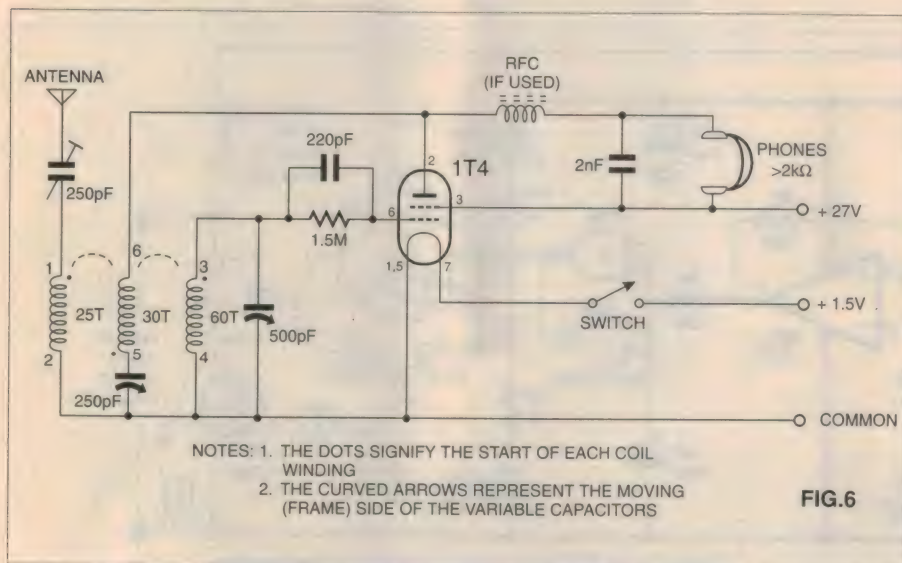 ANTENNA
250pF
1
25T
2
6
30T
5
250pF
3
60T
4
500pF
220pF
1.5M
6
2
1T4
3
1,5
7
RFC
(IF USED)
2nF
PHONES
>2kΩ
+ 27V
SWITCH
+ 1.5V
COMMON
NOTES: 1. THE DOTS SIGNIFY THE START OF EACH COIL
WINDING
2. THE CURVED ARROWS REPRESENT THE MOVING
(FRAME) SIDE OF THE VARIABLE CAPACITORS
FIG.6